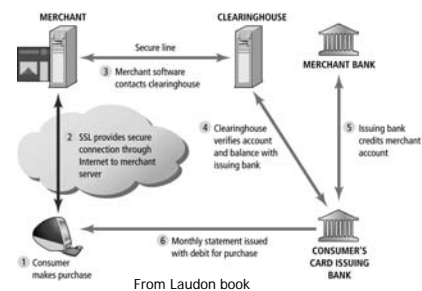 MERCHANT
CLEARINGHOUSE
Secure line
3 Merchant software
contacts clearinghouse
MERCHANT BANK
2 SSL provides secure
connection through
Internet to merchant
server
4 Clearinghouse
verifies account
and balance with
issuing bank
5 Issuing bank
credits merchant
account
6 Monthly statement issued
with debit for purchase
1 Consumer
makes purchase
CONSUMER'S
CARD ISSUING
BANK
From Laudon book